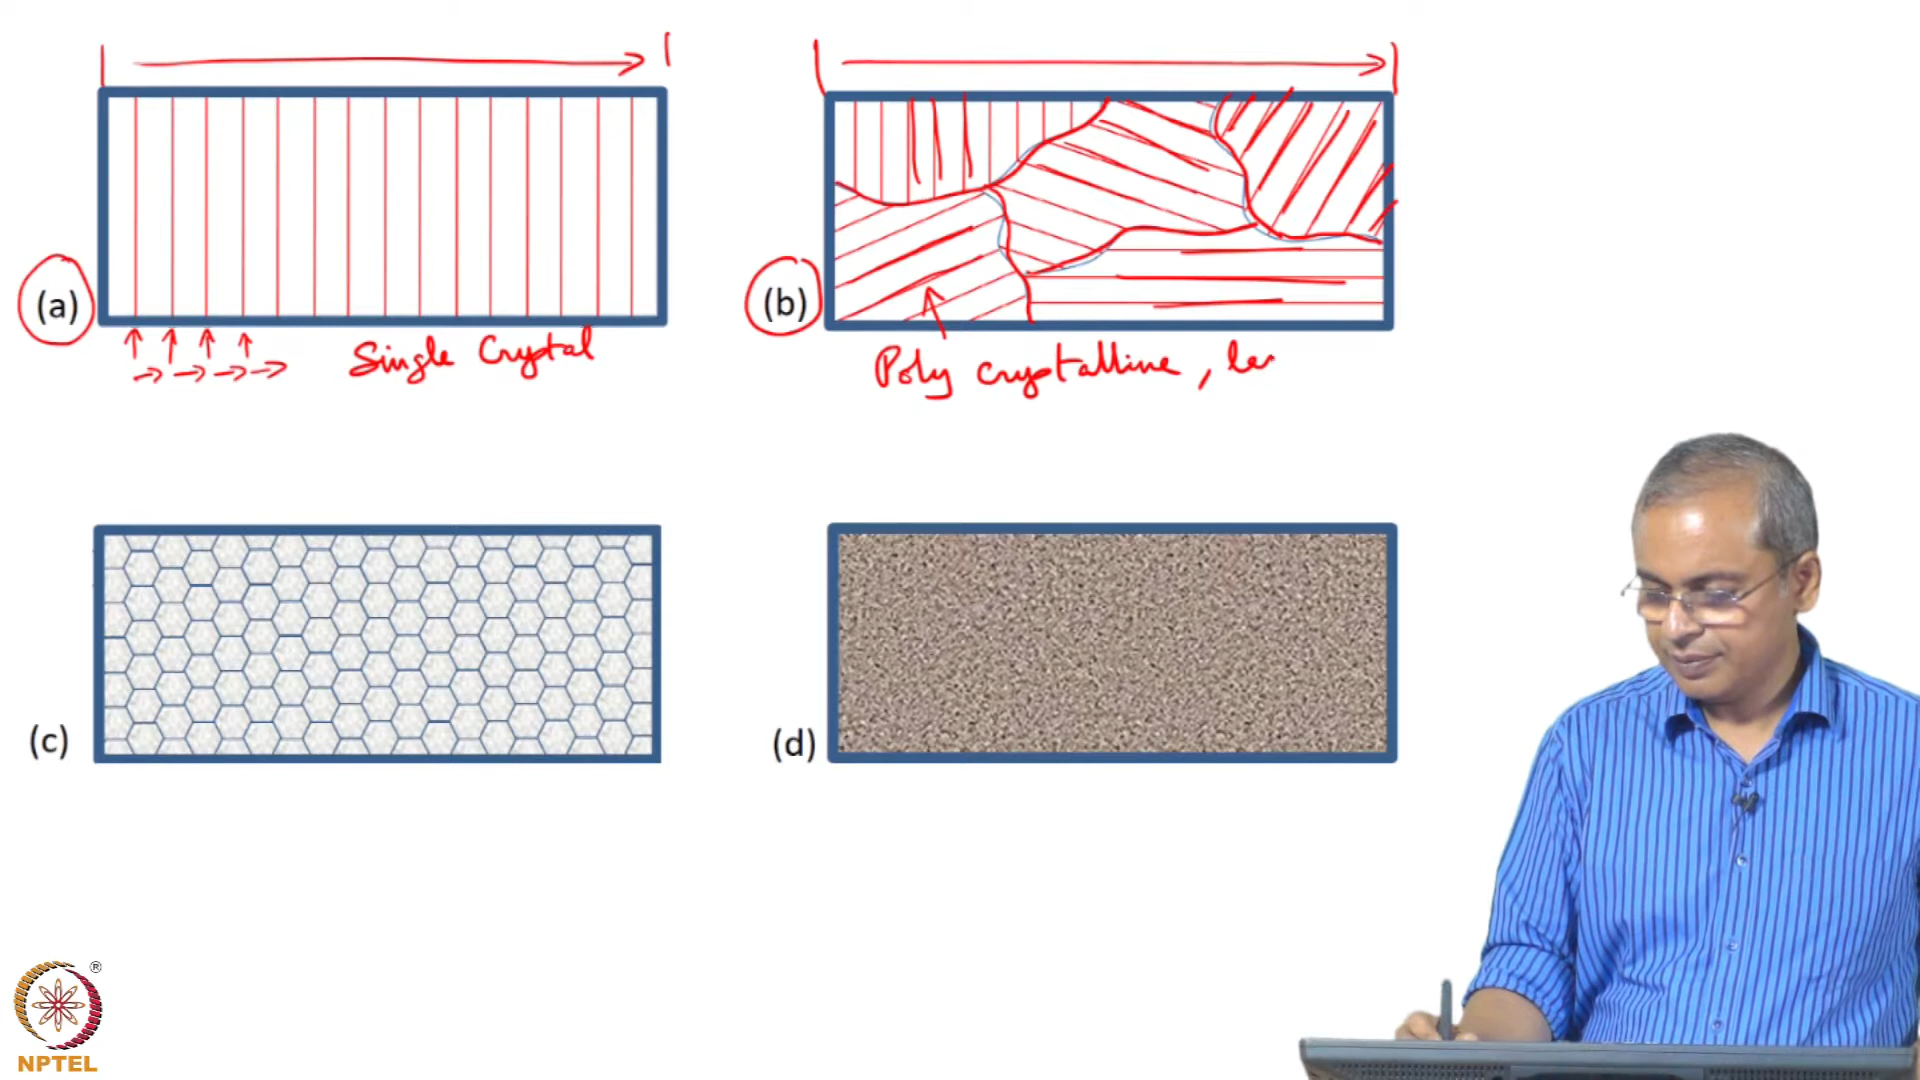 (a)
Single Crystal
(b)
Poly crystalline,
(c)
(d)
®
NPTEL